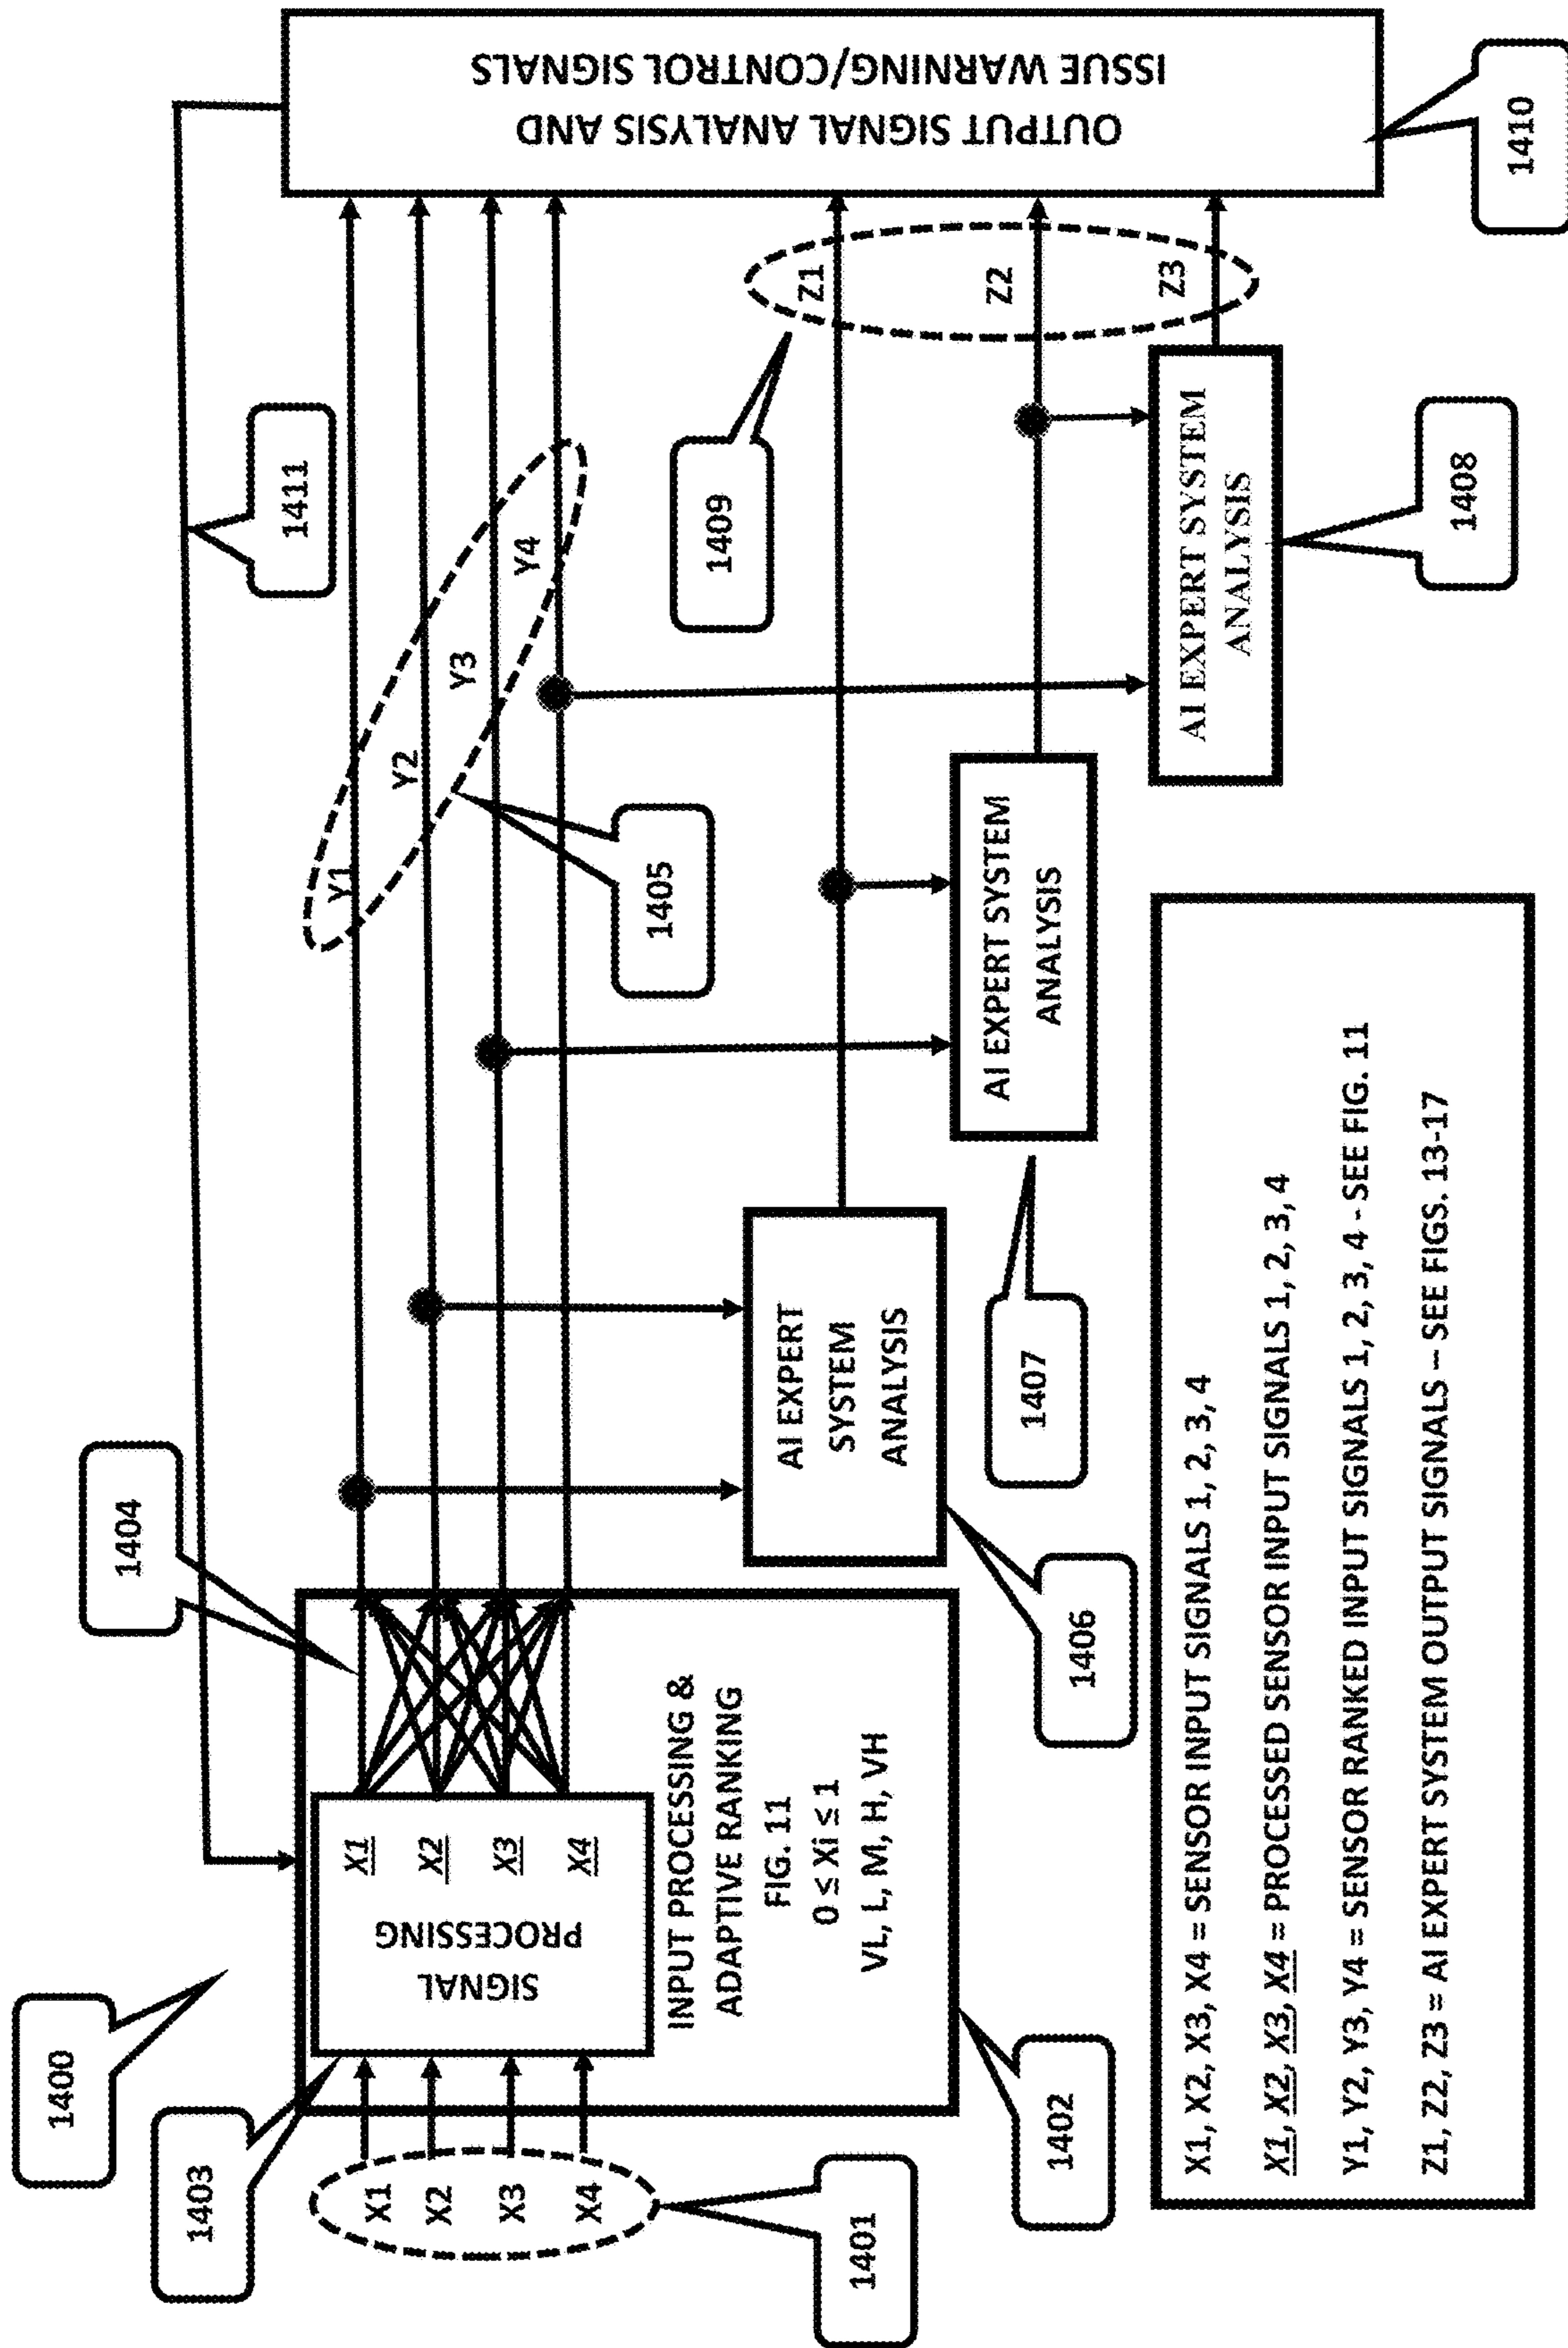 1400
1403
X1
X2
X3
X4
1401
SIGNAL
PROCESSING
X1
X2
X3
X4
INPUT PROCESSING &
ADAPTIVE RANKING
FIG. 11
0 ≤ Xi ≤ 1
VL, L, M, H, VH
1402
1404
AI EXPERT
SYSTEM
ANALYSIS
1406
1407
AI EXPERT SYSTEM
ANALYSIS
1405
Y1
Y2
Y3
Y4
1411
1409
AI EXPERT SYSTEM
ANALYSIS
1408
Z1
Z2
Z3
OUTPUT SIGNAL ANALYSIS AND
ISSUE WARNING/CONTROL SIGNALS
1410
X1, X2, X3, X4 = SENSOR INPUT SIGNALS 1, 2, 3, 4
X1, X2, X3, X4 = PROCESSED SENSOR INPUT SIGNALS 1, 2, 3, 4
Y1, Y2, Y3, Y4 = SENSOR RANKED INPUT SIGNALS 1, 2, 3, 4 - SEE FIG. 11
Z1, Z2, Z3 = AI EXPERT SYSTEM OUTPUT SIGNALS – SEE FIGS. 13-17